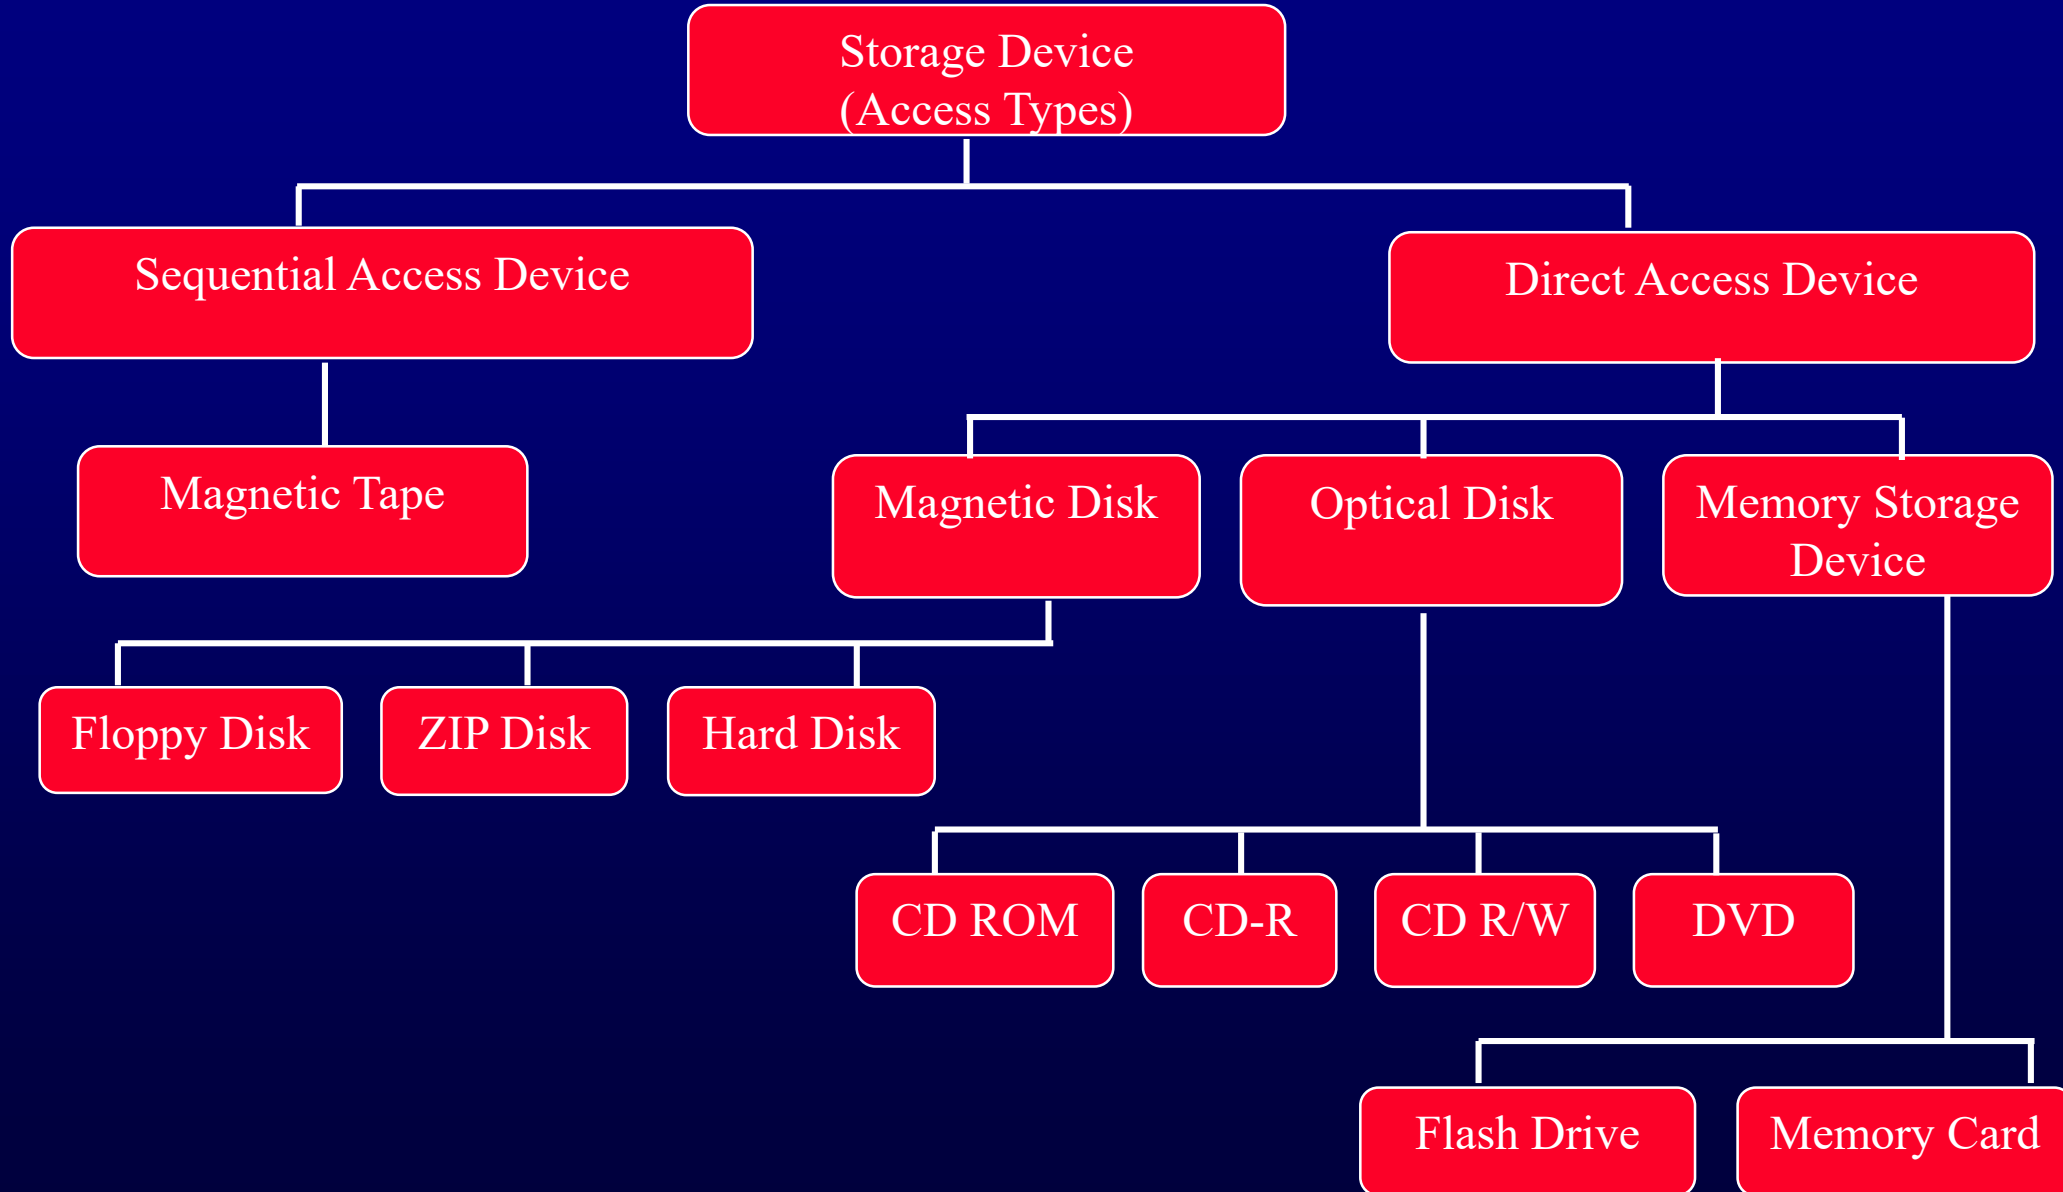 Storage Device
(Access Types)
Sequential Access Device
Direct Access Device
Magnetic Tape
Magnetic Disk
Optical Disk
Memory Storage
Device
Floppy Disk
ZIP Disk
Hard Disk
CD ROM
CD-R
CD R/W
DVD
Flash Drive
Memory Card